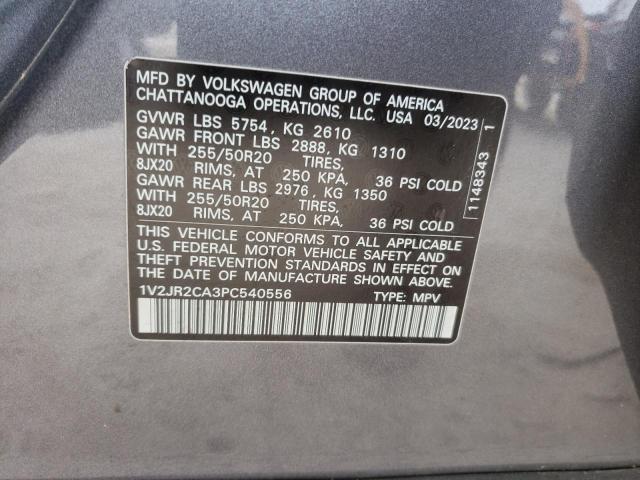 MFD BY VOLKSWAGEN GROUP OF AMERICA
CHATTANOOGA OPERATIONS, LLC. USA 03/2023
GVWR LBS 5754, KG 2610
GAWR FRONT LBS 2888, KG 1310
WITH 255/50R20 TIRES,
8JX20 RIMS, AT 250 KPA, 36 PSI COLD
GAWR REAR LBS 2976, KG 1350
WITH 255/50R20 TIRES,
8JX20 RIMS, AT 250 KPA, 36 PSI COLD
THIS VEHICLE CONFORMS TO ALL APPLICABLE
U.S. FEDERAL MOTOR VEHICLE SAFETY AND
THEFT PREVENTION STANDARDS IN EFFECT ON
THE DATE OF MANUFACTURE SHOWN ABOVE.
1V2JR2CA3PC540556 TYPE: MPV
1148343 1